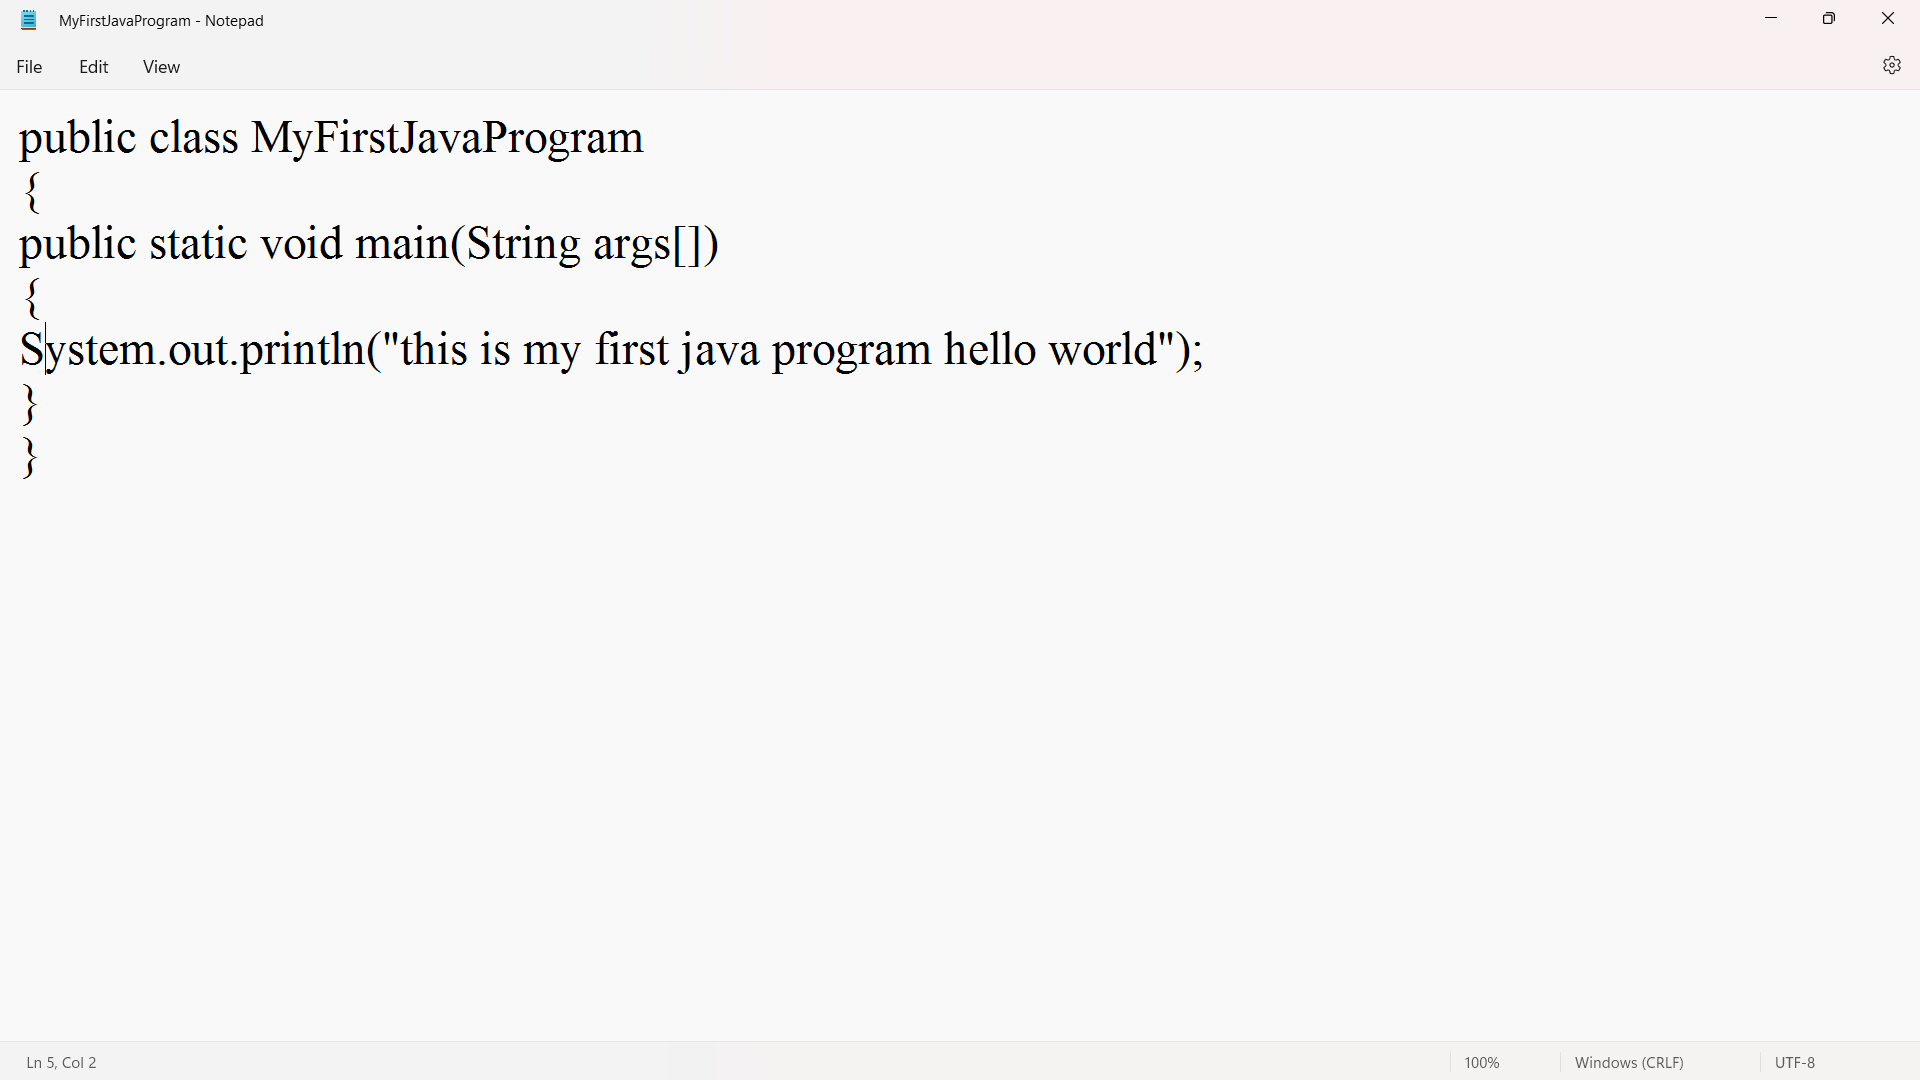 MyFirstJavaProgram - Notepad
File Edit View
public class MyFirstJavaProgram
{
public static void main(String args[])
{
System.out.println("this is my first java program hello world");
}
}
Ln 5, Col 2 100% Windows (CRLF) UTF-8